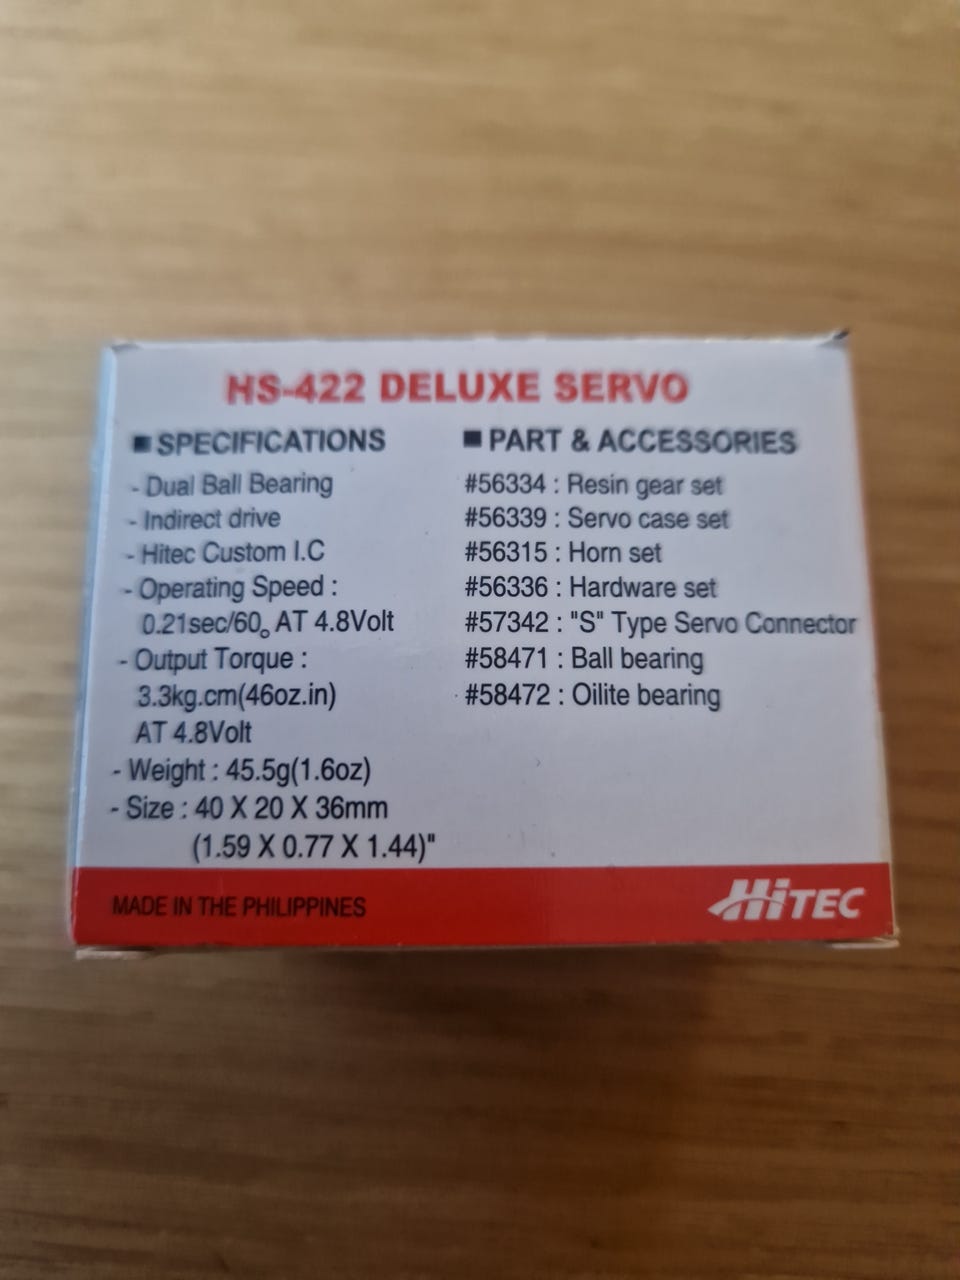 HS-422 DELUXE SERVO
■ SPECIFICATIONS
- Dual Ball Bearing
- Indirect drive
- Hitec Custom I.C
- Operating Speed :
0.21sec/60。AT 4.8Volt
- Output Torque :
3.3kg.cm(46oz.in)
AT 4.8Volt
- Weight : 45.5g(1.6oz)
- Size : 40 X 20 X 36mm
(1.59 X 0.77 X 1.44)"
■ PART & ACCESSORIES
#56334 : Resin gear set
#56339 : Servo case set
#56315 : Horn set
#56336 : Hardware set
#57342 : "S" Type Servo Connector
#58471 : Ball bearing
#58472 : Oilite bearing
MADE IN THE PHILIPPINES
HiTEC